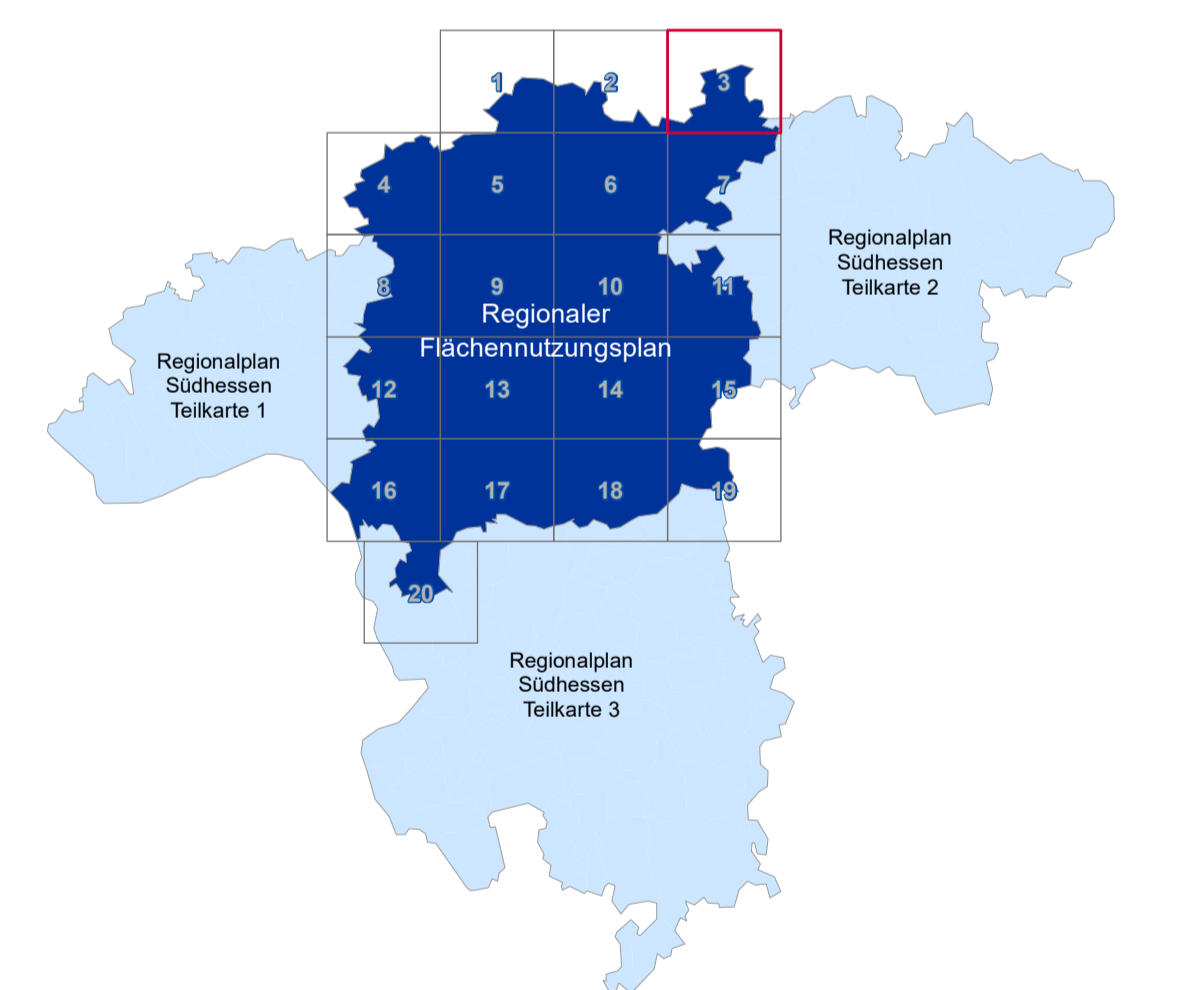 1
2
3
4
5
6
7
Regionalplan
Südhessen
Teilkarte 2
8
9
10
11
Regionaler
Flächennutzungsplan
Regionalplan
Südhessen
Teilkarte 1
12
13
14
15
16
17
18
19
20
Regionalplan
Südhessen
Teilkarte 3